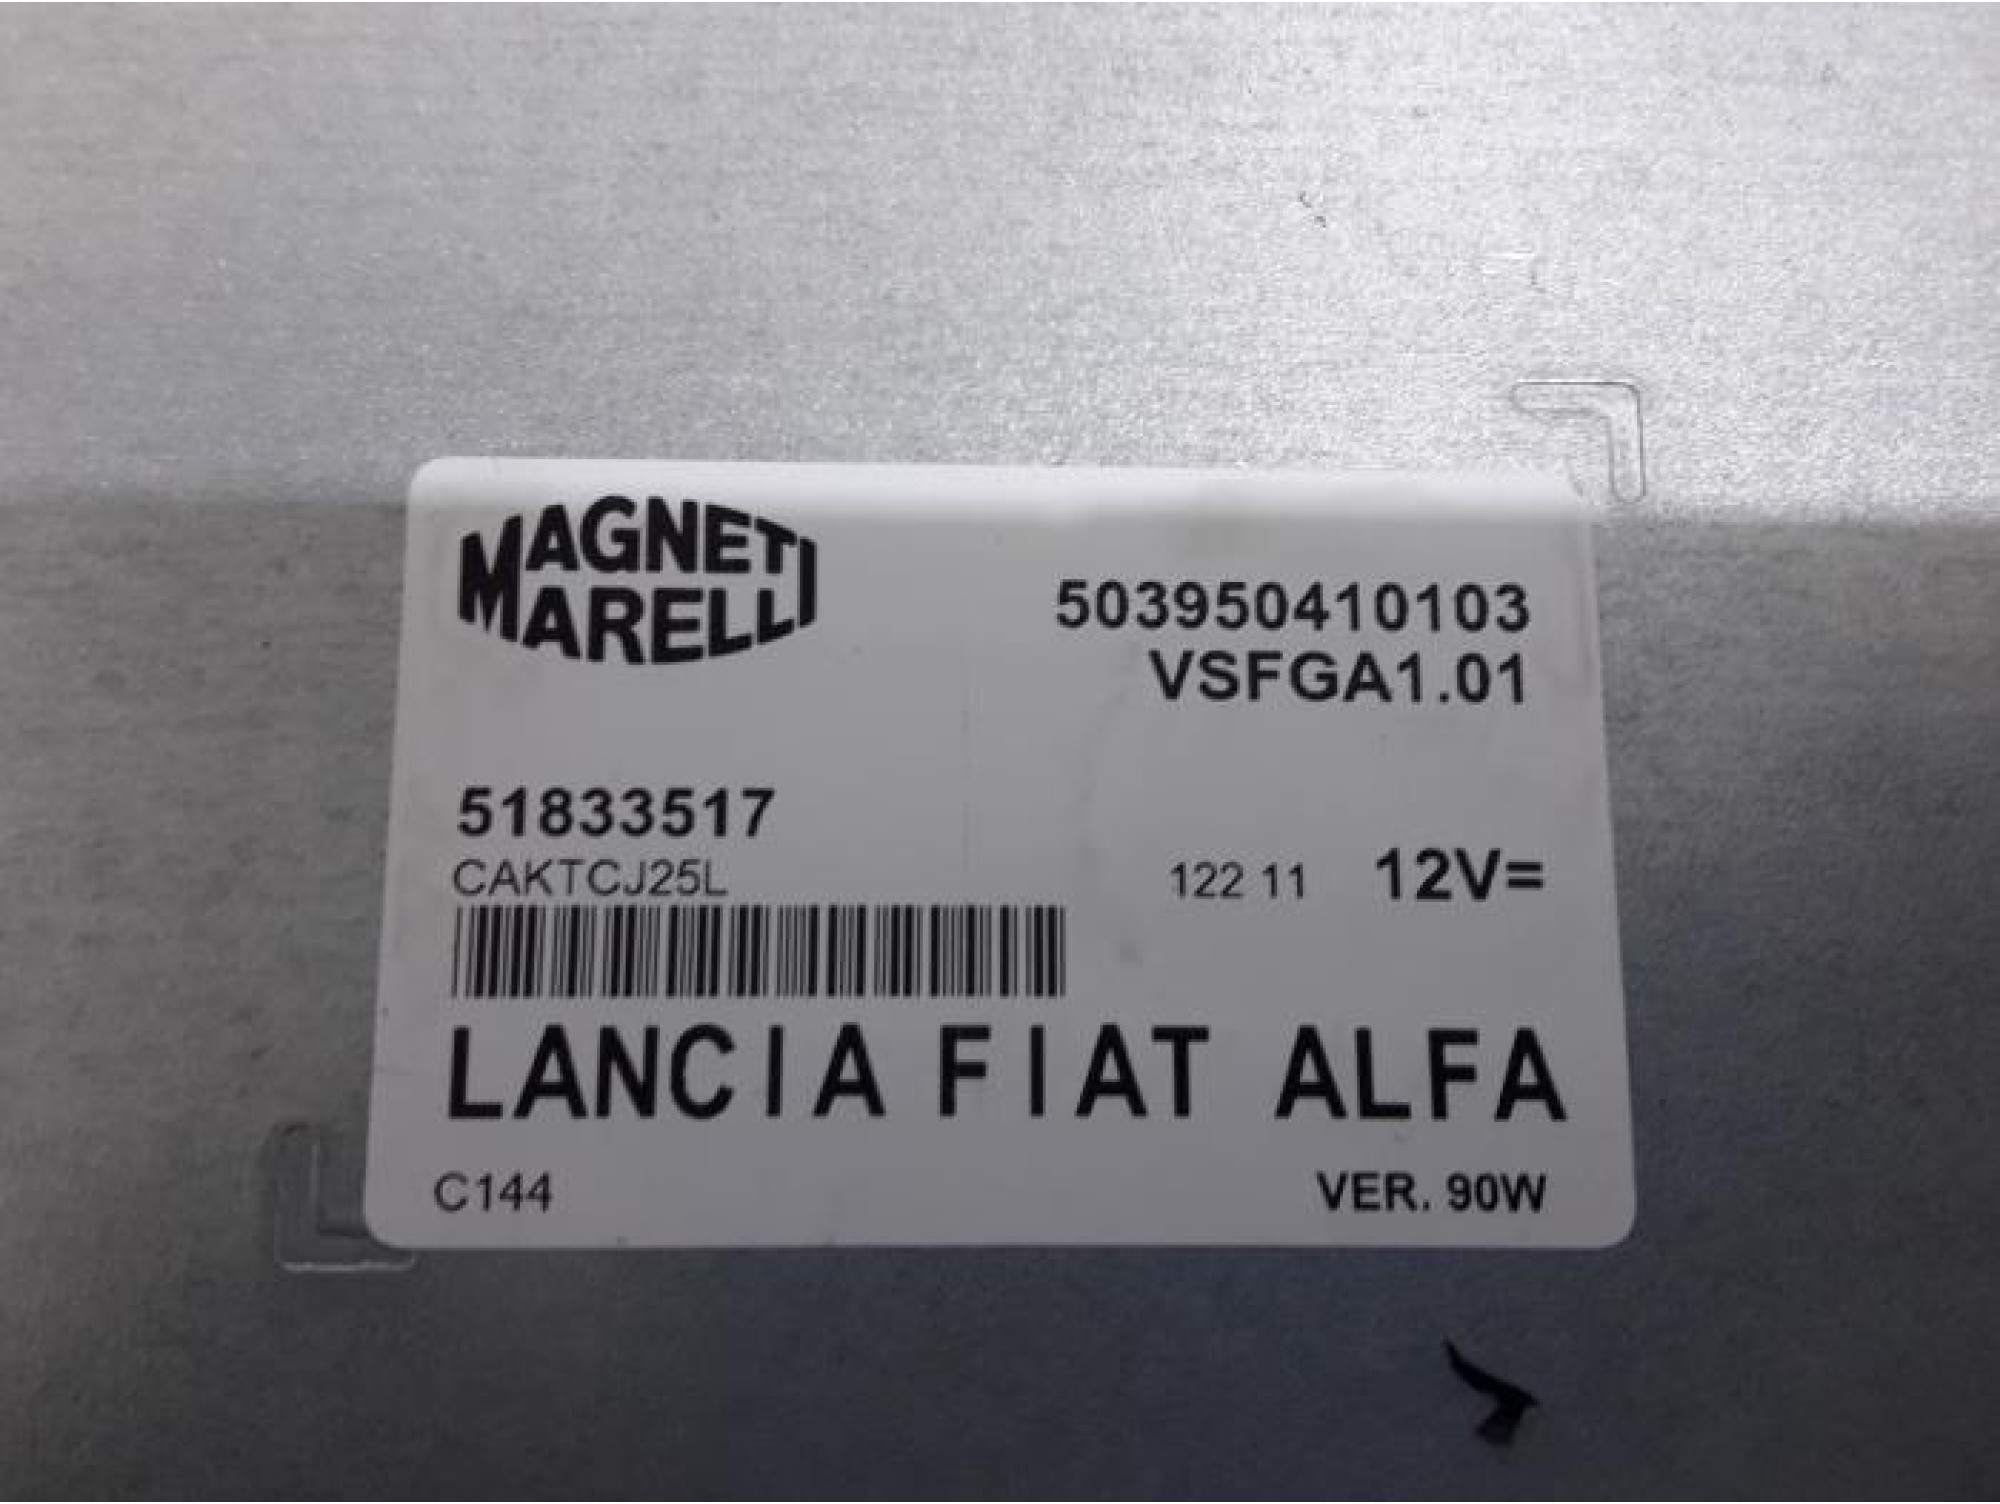 MAGNETI
MARELLI
503950410103
VSFGA1.01
51833517
CAKTCJ25L
122 11 12V=
LANCIA FIAT ALFA
C144 VER. 90W